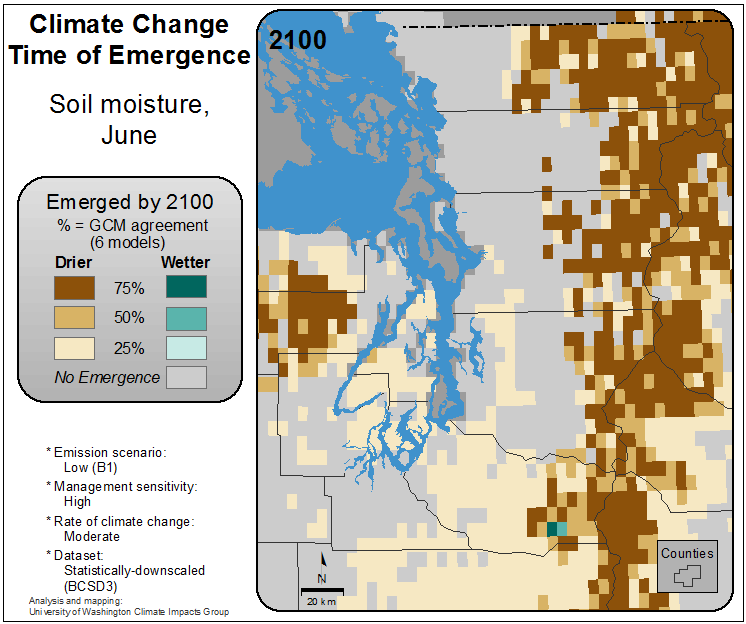 Climate Change
Time of Emergence
Soil moisture,
June
Emerged by 2100
% = GCM agreement
(6 models)
Drier Wetter
75%
50%
25%
No Emergence
* Emission scenario:
Low (B1)
* Management sensitivity:
High
* Rate of climate change:
Moderate
* Dataset:
Statistically-downscaled
(BCSD3)
Analysis and mapping:
University of Washington Climate Impacts Group
2100
N
20 km
Counties